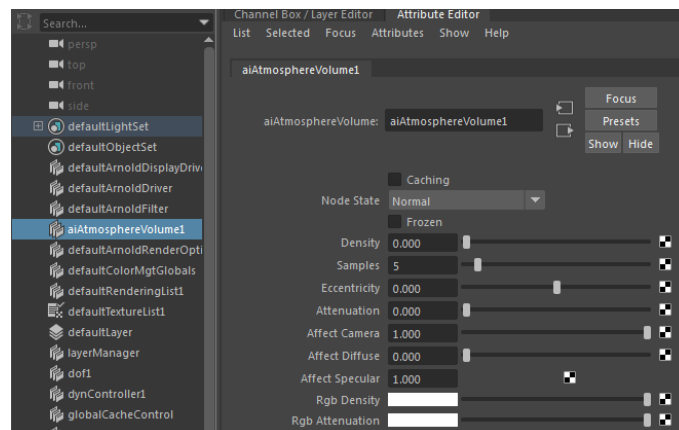 Search...
persp
top
front
side
defaultLightSet
defaultObjectSet
defaultArnoldDisplayDriv
defaultArnoldDriver
defaultArnoldFilter
aiAtmosphereVolume1
defaultArnoldRenderOpti
defaultColorMgtGlobals
defaultRenderingList1
defaultTextureList1
defaultLayer
layerManager
dof1
dynController1
globalCacheControl
Channel Box / Layer Editor Attribute Editor
List Selected Focus Attributes Show Help
aiAtmosphereVolume1
aiAtmosphereVolume: aiAtmosphereVolume1
Focus
Presets
Show Hide
Caching
Node State Normal
Frozen
Density 0.000
Samples 5
Eccentricity 0.000
Attenuation 0.000
Affect Camera 1.000
Affect Diffuse 0.000
Affect Specular 1.000
Rgb Density
Rgb Attenuation